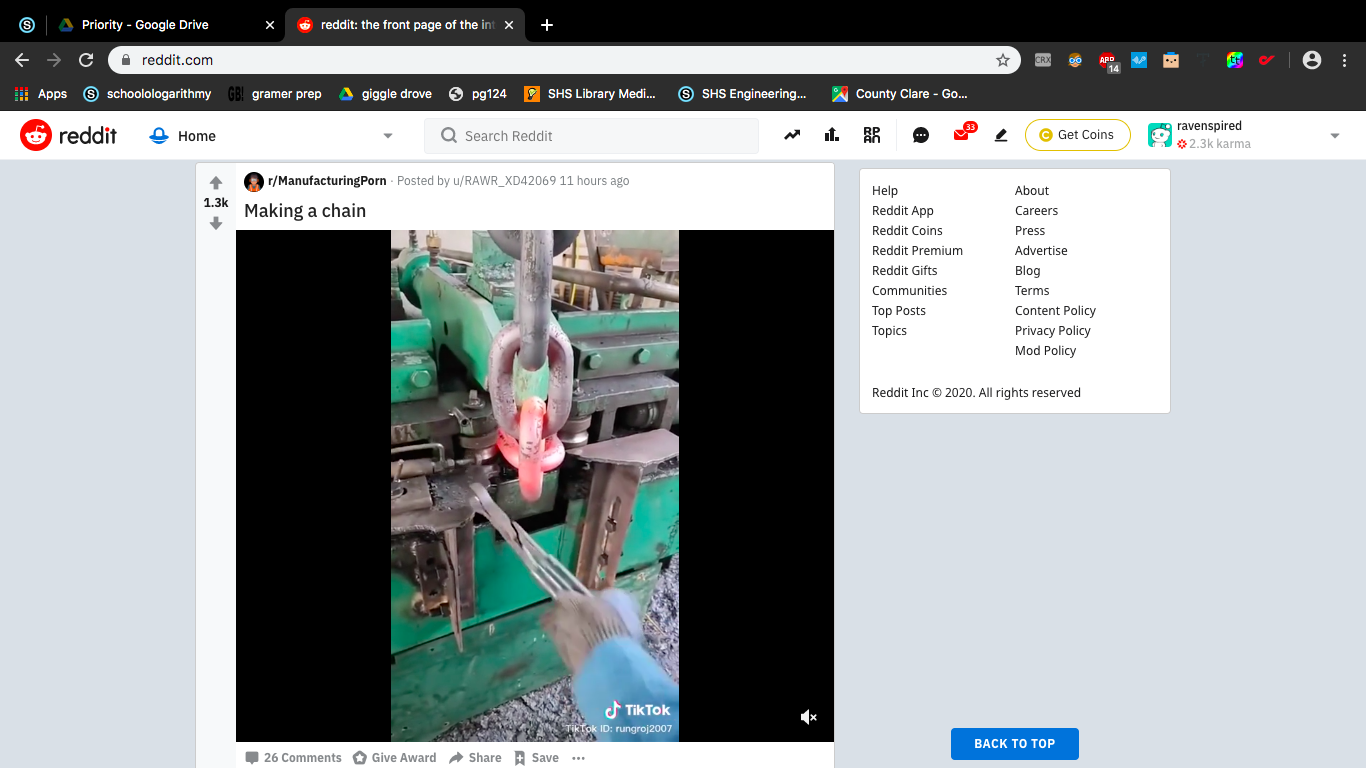 Priority - Google Drive
reddit: the front page of the int
reddit.com
CRX
ABP
14
Apps
schoolologarithmy
GB!
gramer prep
giggle drove
pg124
SHS Library Medi...
SHS Engineering...
County Clare - Go...
reddit
Home
Search Reddit
RPAN
33
Get Coins
ravenspired
2.3k karma
1.3k
r/ManufacturingPorn · Posted by u/RAWR_XD42069 11 hours ago
Making a chain
TikTok
TikTok ID: rungroj2007
26 Comments
Give Award
Share
Save
Help
Reddit App
Reddit Coins
Reddit Premium
Reddit Gifts
Communities
Top Posts
Topics
About
Careers
Press
Advertise
Blog
Terms
Content Policy
Privacy Policy
Mod Policy
Reddit Inc © 2020. All rights reserved
BACK TO TOP